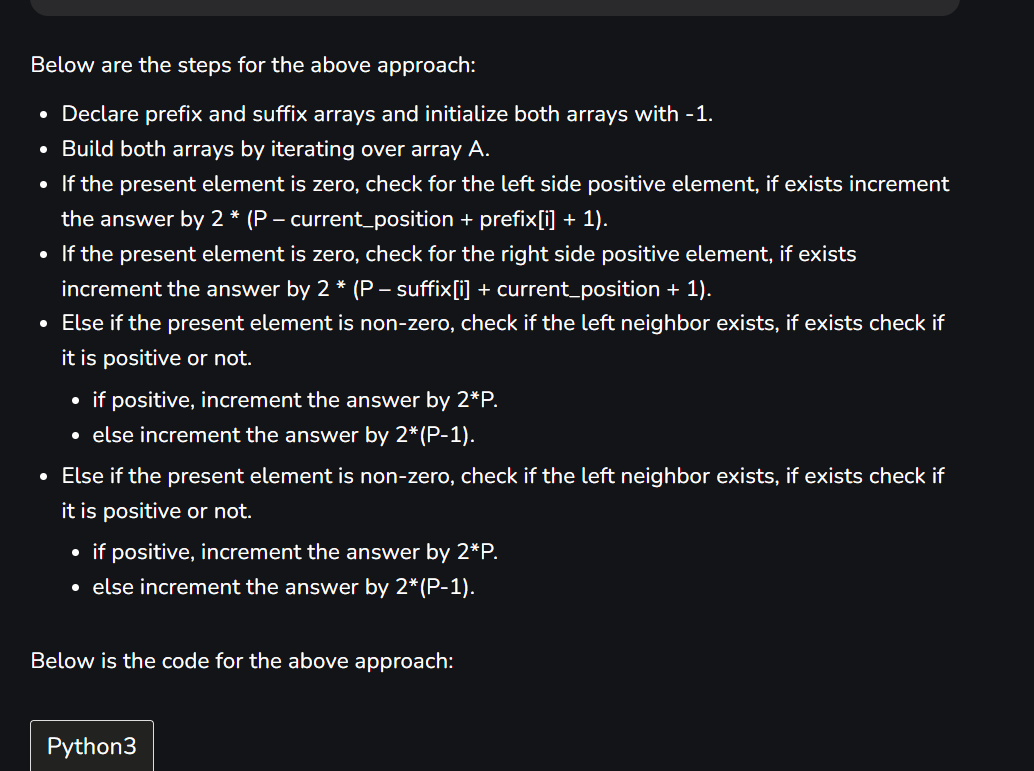 Below are the steps for the above approach:
• Declare prefix and suffix arrays and initialize both arrays with -1.
• Build both arrays by iterating over array A.
• If the present element is zero, check for the left side positive element, if exists increment
the answer by 2 * (P – current_position + prefix[i] + 1).
• If the present element is zero, check for the right side positive element, if exists
increment the answer by 2 * (P – suffix[i] + current_position + 1).
• Else if the present element is non-zero, check if the left neighbor exists, if exists check if
it is positive or not.
• if positive, increment the answer by 2*P.
• else increment the answer by 2*(P-1).
• Else if the present element is non-zero, check if the left neighbor exists, if exists check if
it is positive or not.
• if positive, increment the answer by 2*P.
• else increment the answer by 2*(P-1).
Below is the code for the above approach:
Python3